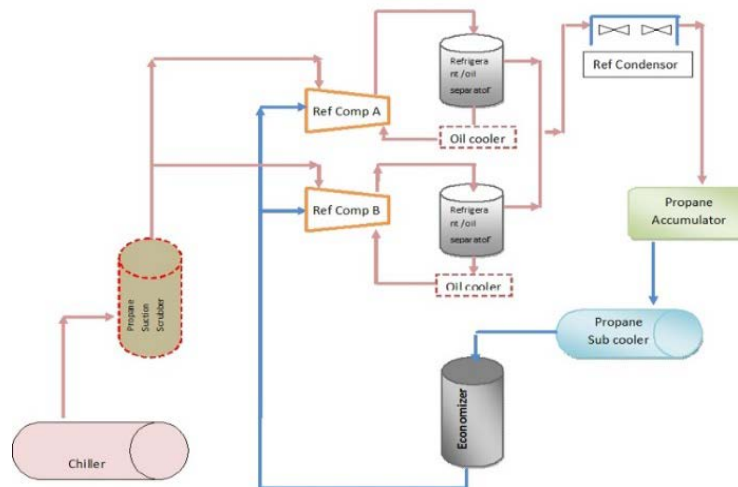 Refrigera
nt /oil
separator
Ref Condensor
Ref Comp A
Oil cooler
Propane
Accumulator
Refrigera
nt /oil
separator
Ref Comp B
Oil cooler
Propane
Suction
Scrubber
Propane
Sub cooler
Economizer
Chiller